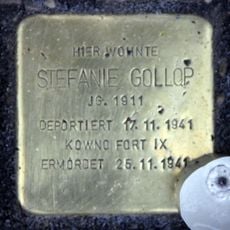 HIER WOHNTE
STEFANIE GOLLOP
JG. 1911
DEPORTIERT 17.11.1941
KOWNO FORT IX
ERMORDET 25.11.1941